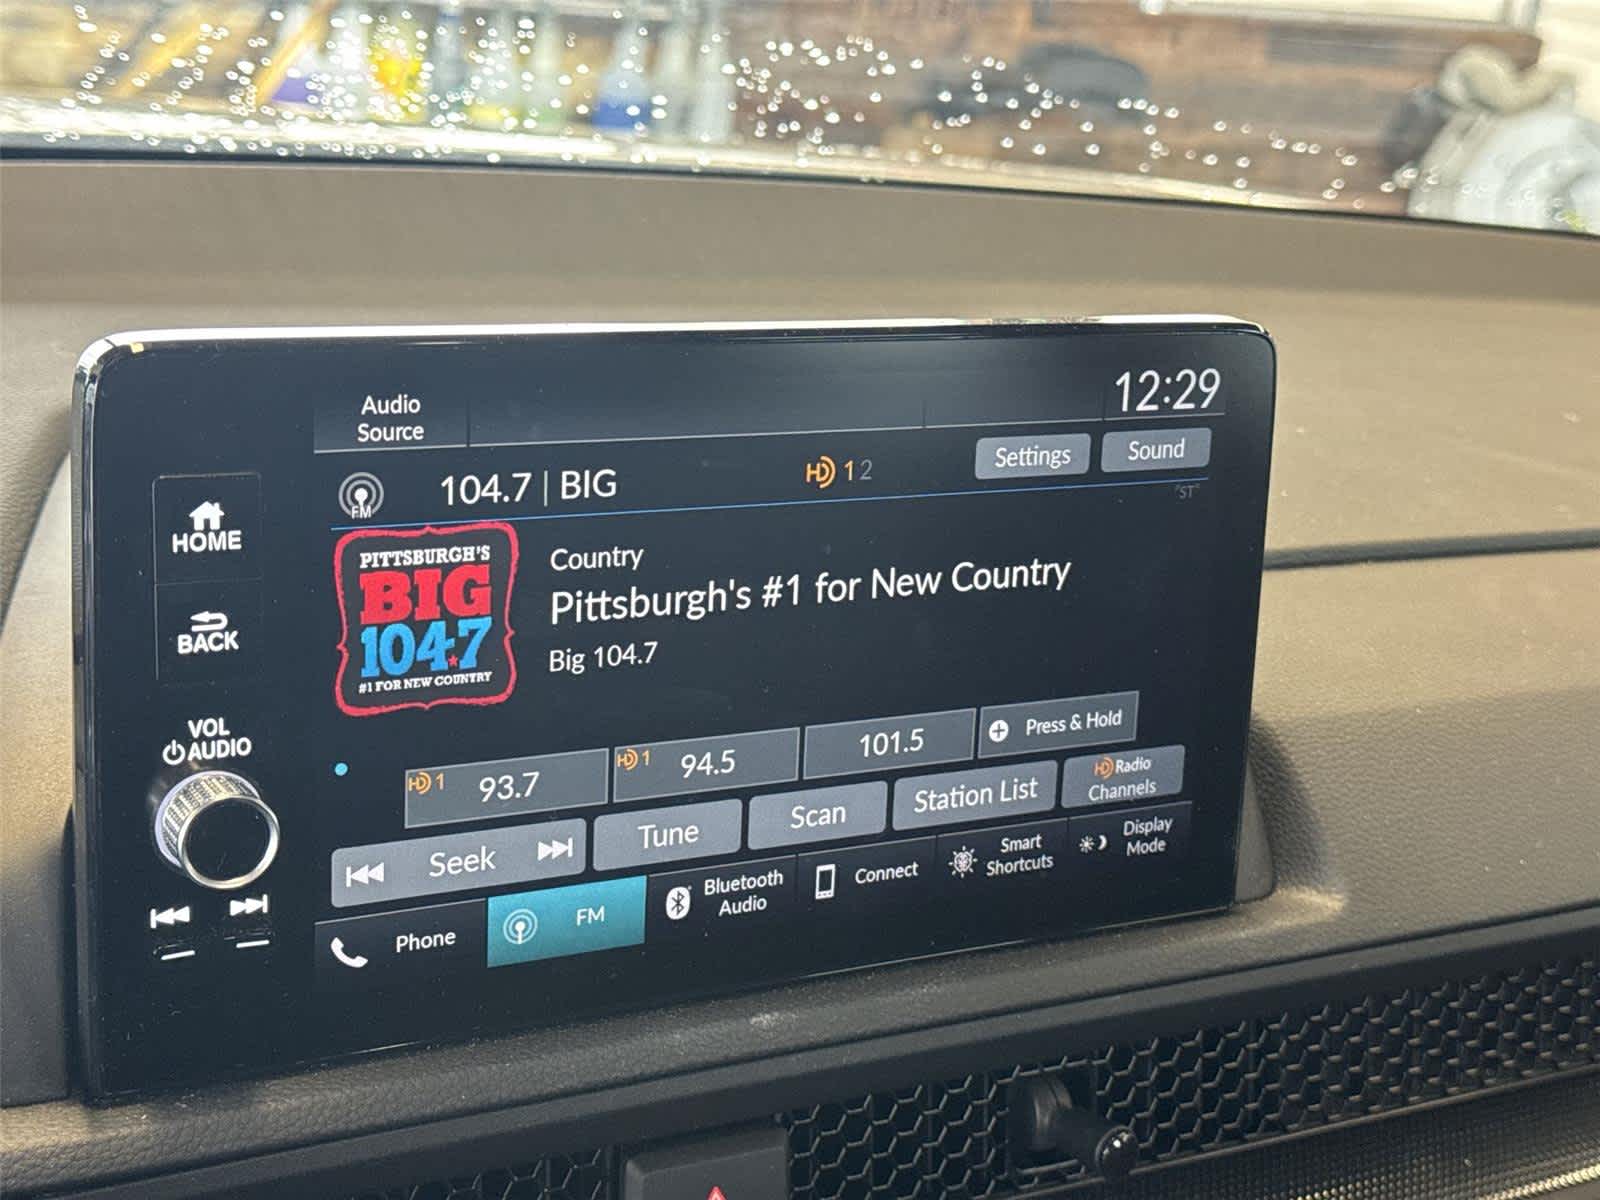 12:29
Audio
Source
Settings
Sound
104.7 | BIG
HD 1 2
"ST"
FM
HOME
BACK
VOL
AUDIO
PITTSBURGH'S
BIG
104.7
#1 FOR NEW COUNTRY
Country
Pittsburgh's #1 for New Country
Big 104.7
HD 1 93.7
HD 1 94.5
101.5
Press & Hold
Seek
Tune
Scan
Station List
HD Radio
Channels
Phone
FM
Bluetooth
Audio
Connect
Smart
Shortcuts
Display
Mode